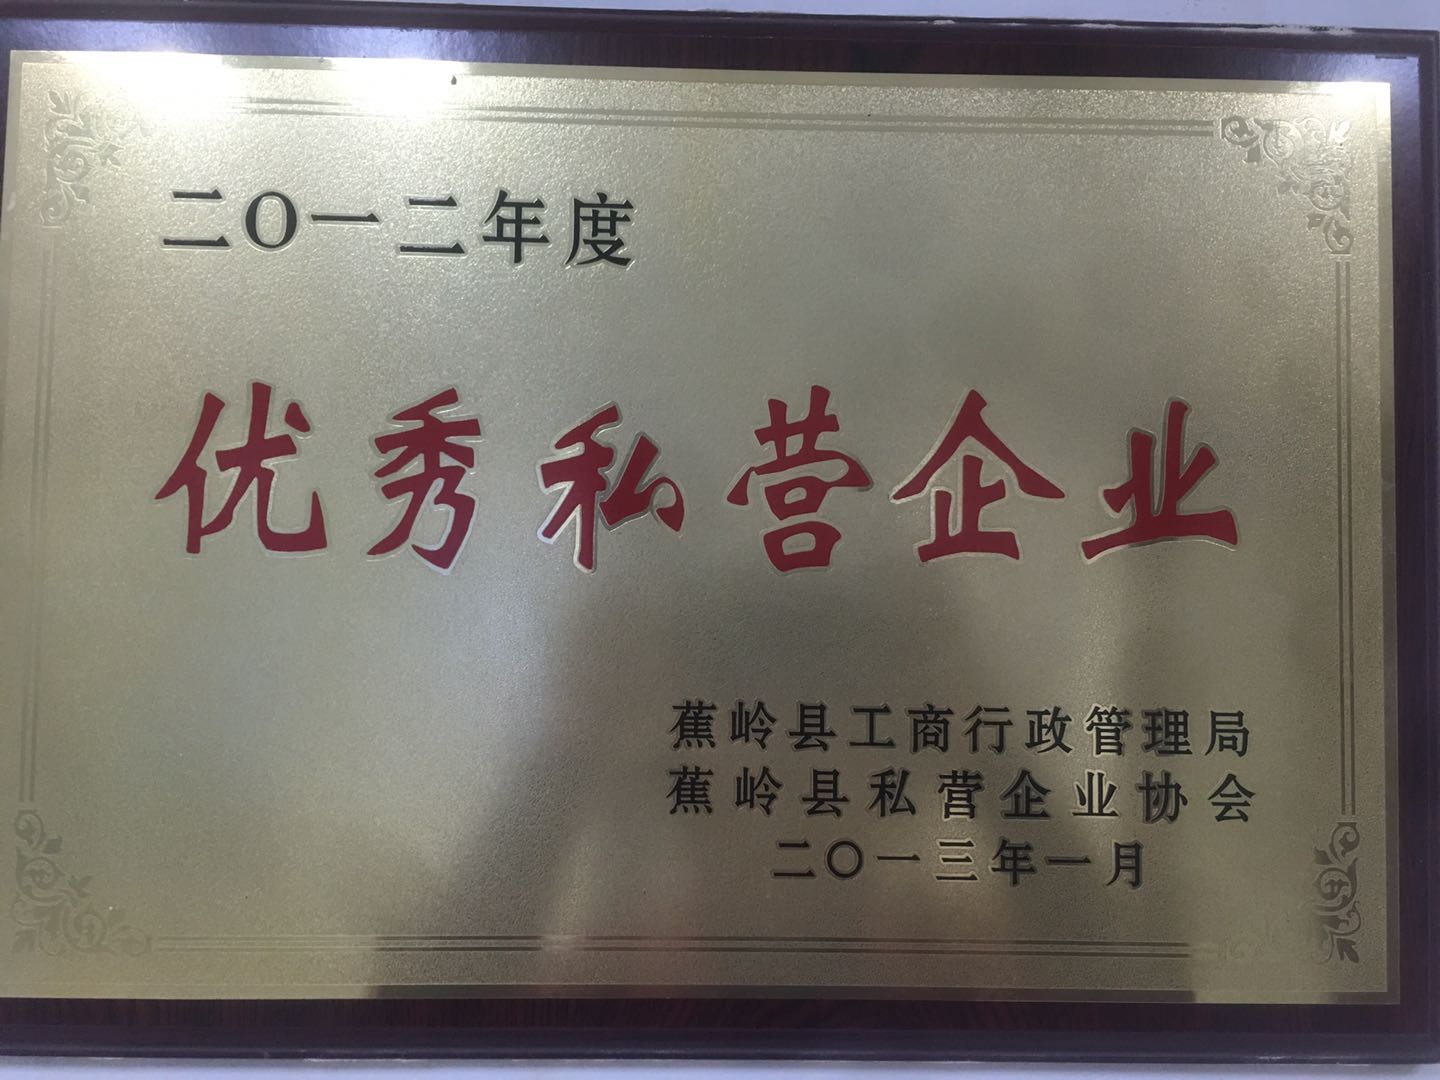 二〇一二年度
优秀私营企业
蕉岭县工商行政管理局
蕉岭县私营企业协会
二〇一三年一月